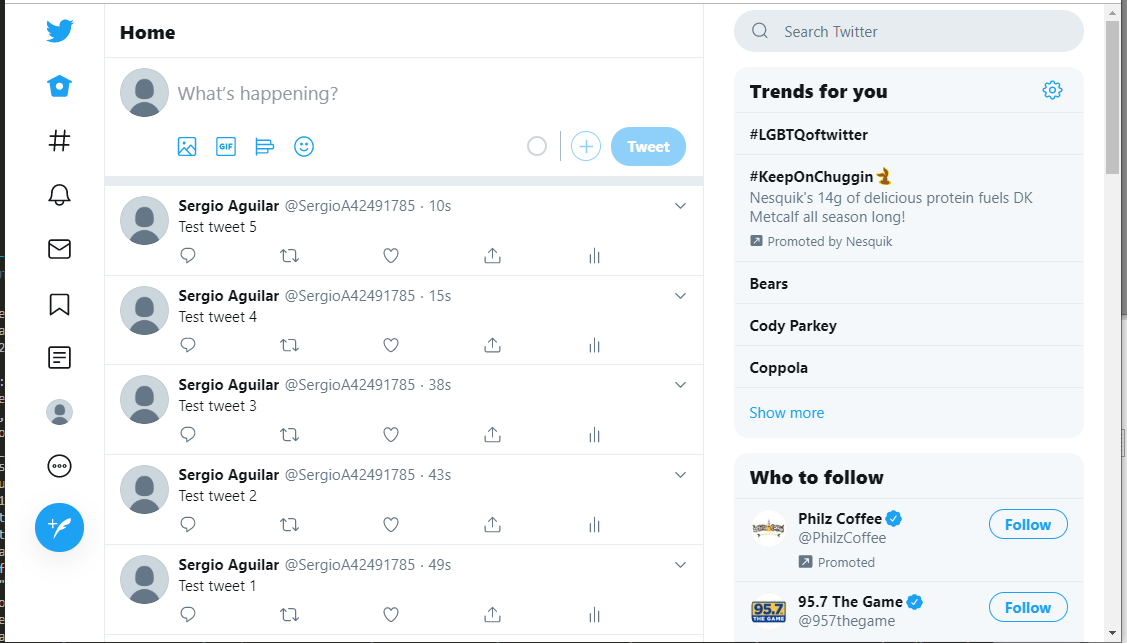 Home
What's happening?
GIF
Tweet
Sergio Aguilar @SergioA42491785 · 10s
Test tweet 5
Sergio Aguilar @SergioA42491785 · 15s
Test tweet 4
Sergio Aguilar @SergioA42491785 · 38s
Test tweet 3
Sergio Aguilar @SergioA42491785 · 43s
Test tweet 2
Sergio Aguilar @SergioA42491785 · 49s
Test tweet 1
Search Twitter
Trends for you
#LGBTQoftwitter
#KeepOnChuggin
Nesquik's 14g of delicious protein fuels DK
Metcalf all season long!
Promoted by Nesquik
Bears
Cody Parkey
Coppola
Show more
Who to follow
Philz Coffee
@PhilzCoffee
Follow
Promoted
95.7 The Game
@957thegame
Follow
95.7
THE GAME